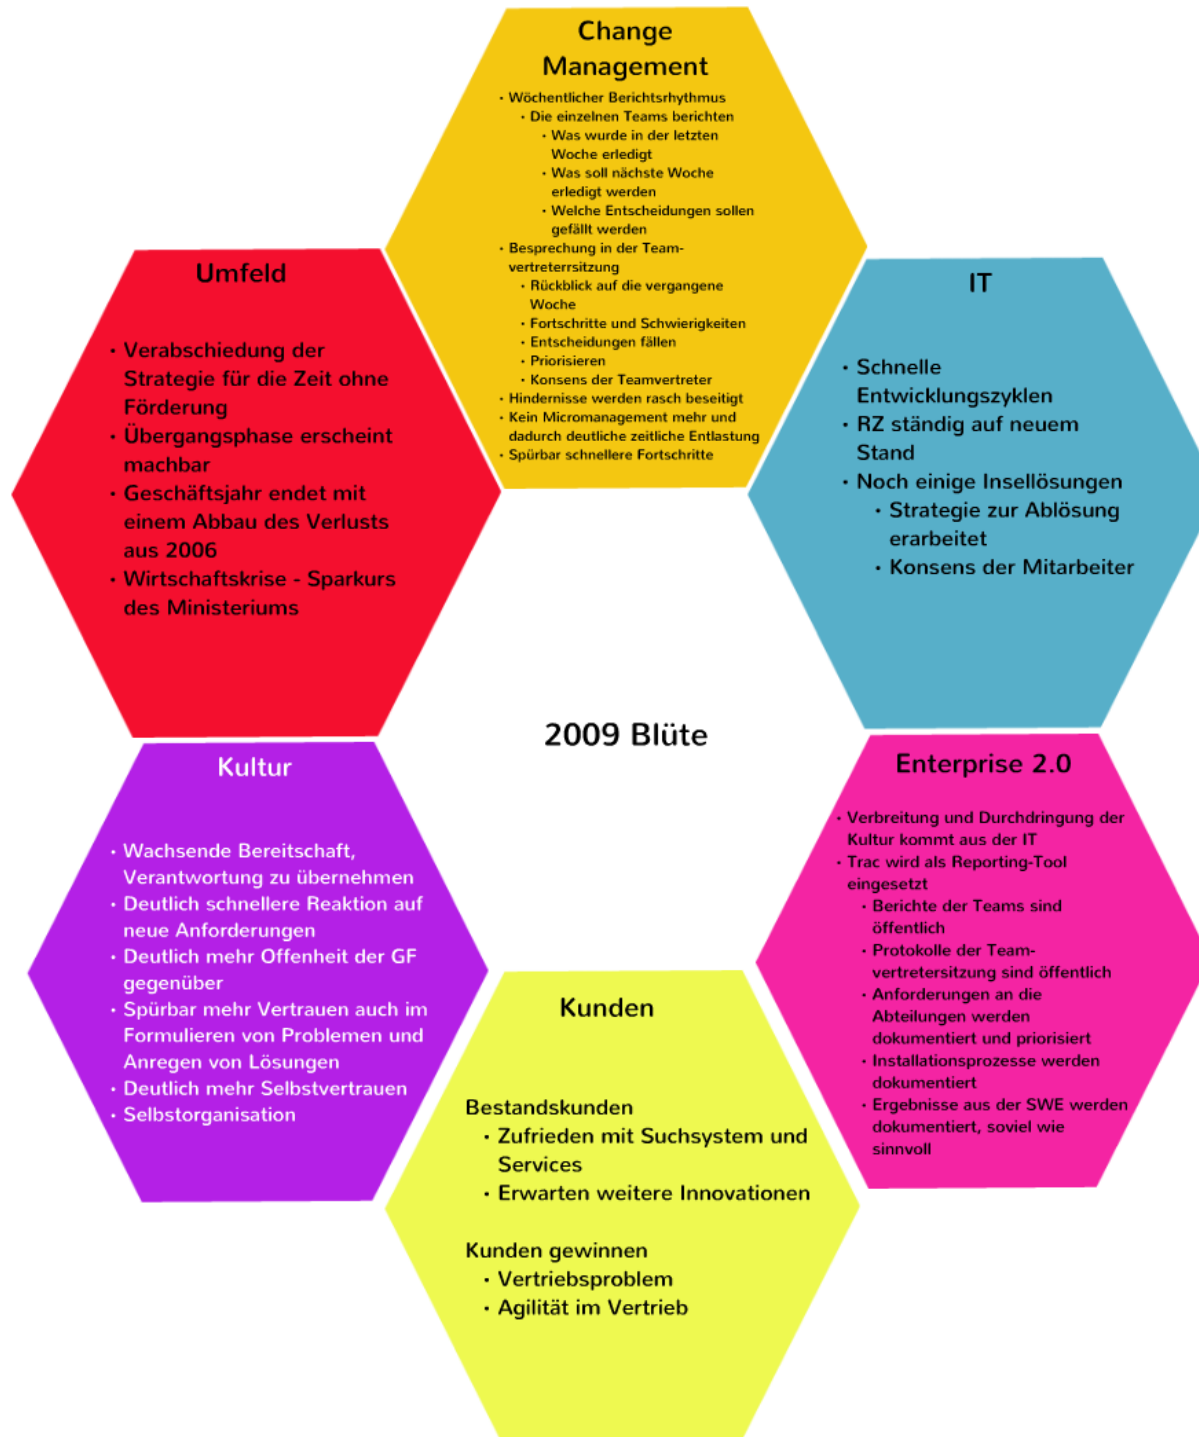 Change
Management
• Wöchentlicher Berichtsrhythmus
• Die einzelnen Teams berichten
• Was wurde in der letzten
Woche erledigt
• Was soll nächste Woche
erledigt werden
• Welche Entscheidungen sollen
gefällt werden
• Besprechung in der Team-
vertreterrsitzung
• Rückblick auf die vergangene
Woche
• Fortschritte und Schwierigkeiten
• Entscheidungen fällen
• Priorisieren
• Konsens der Teamvertreter
• Hindernisse werden rasch beseitigt
• Kein Micromanagement mehr und
dadurch deutliche zeitliche Entlastung
• Spürbar schnellere Fortschritte
Umfeld
• Verabschiedung der
Strategie für die Zeit ohne
Förderung
• Übergangsphase erscheint
machbar
• Geschäftsjahr endet mit
einem Abbau des Verlusts
aus 2006
• Wirtschaftskrise - Sparkurs
des Ministeriums
IT
• Schnelle
Entwicklungszyklen
• RZ ständig auf neuem
Stand
• Noch einige Insellösungen
• Strategie zur Ablösung
erarbeitet
• Konsens der Mitarbeiter
2009 Blüte
Kultur
• Wachsende Bereitschaft,
Verantwortung zu übernehmen
• Deutlich schnellere Reaktion auf
neue Anforderungen
• Deutlich mehr Offenheit der GF
gegenüber
• Spürbar mehr Vertrauen auch im
Formulieren von Problemen und
Anregen von Lösungen
• Deutlich mehr Selbstvertrauen
• Selbstorganisation
Enterprise 2.0
• Verbreitung und Durchdringung der
Kultur kommt aus der IT
• Trac wird als Reporting-Tool
eingesetzt
• Berichte der Teams sind
öffentlich
• Protokolle der Team-
vertretersitzung sind öffentlich
• Anforderungen an die
Abteilungen werden
dokumentiert und priorisiert
• Installationsprozesse werden
dokumentiert
• Ergebnisse aus der SWE werden
dokumentiert, soviel wie
sinnvoll
Kunden
Bestandskunden
• Zufrieden mit Suchsystem und
Services
• Erwarten weitere Innovationen
Kunden gewinnen
• Vertriebsproblem
• Agilität im Vertrieb